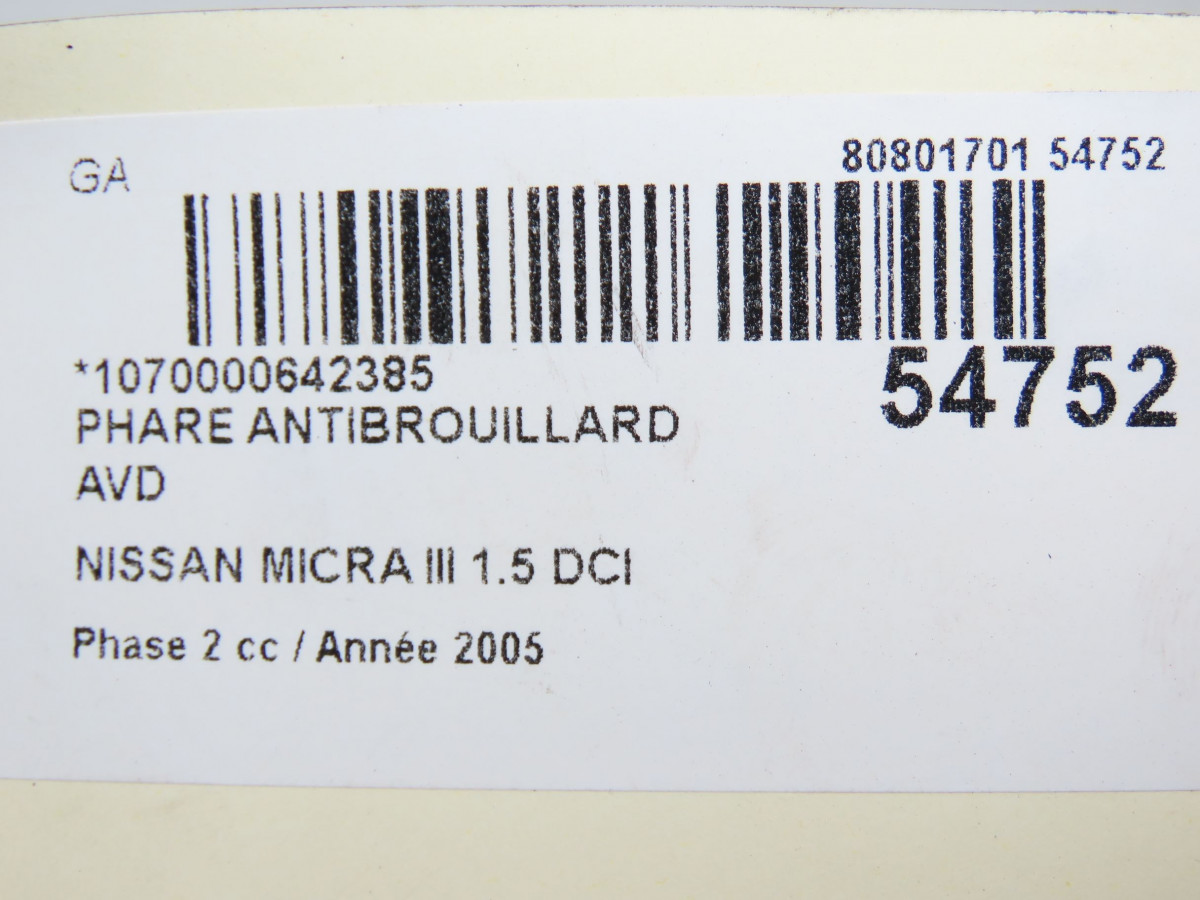 GA
80801701 54752
*1070000642385
54752
PHARE ANTIBROUILLARD
AVD
NISSAN MICRA III 1.5 DCI
Phase 2 cc / Année 2005